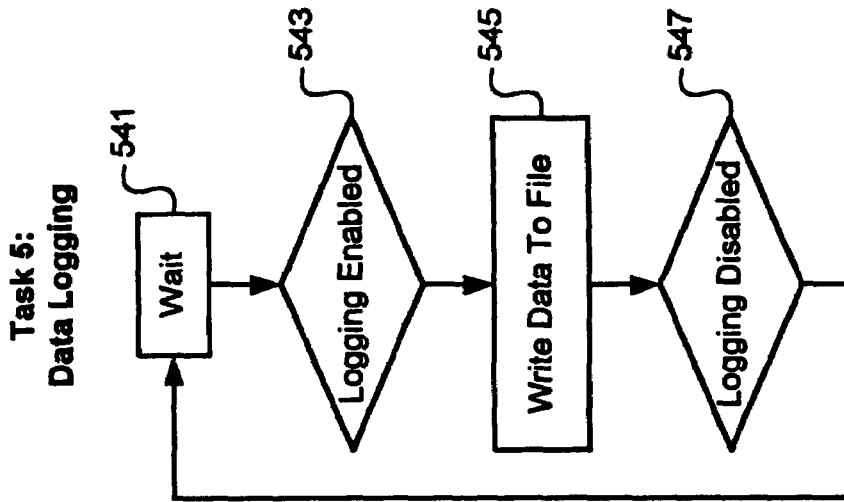 Task 5:
Data Logging
541
Wait
543
Logging Enabled
545
Write Data To File
547
Logging Disabled